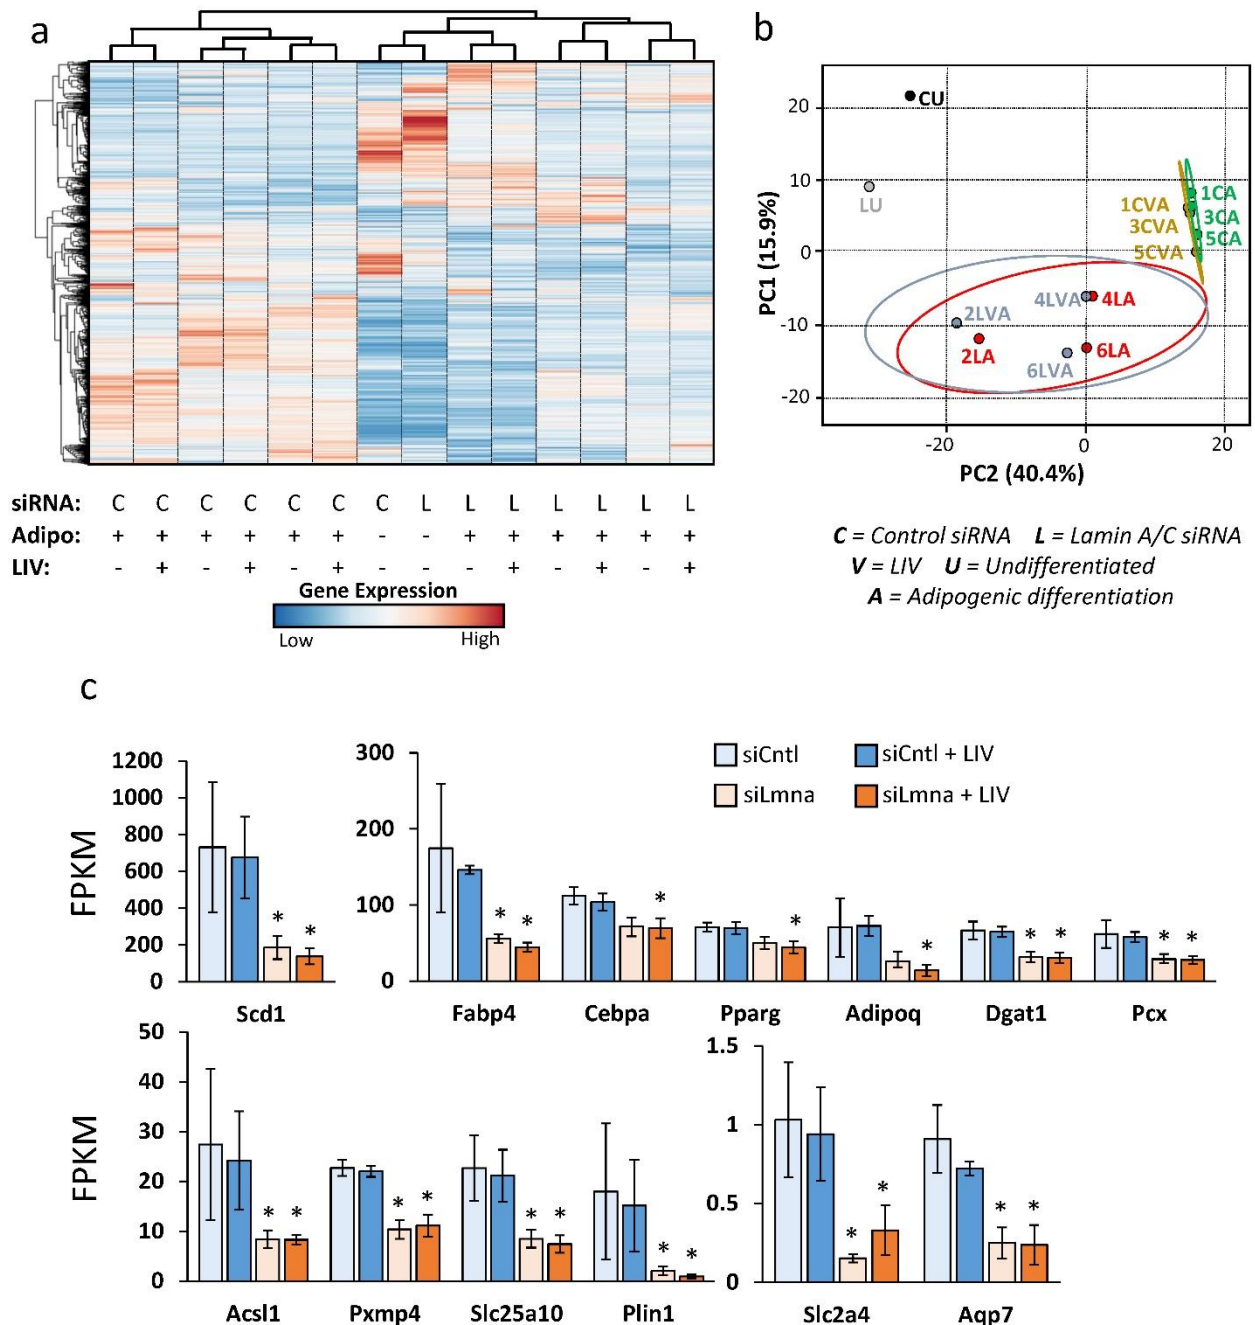 a
siRNA: C C C C C C C L L L L L L L
Adipo: + + + + + + - - + + + + + +
LIV: - + - + - + - + - + - +
Gene Expression
Low High
b
PC1 (15.9%)
20
10
0
-10
-20
CU
LU
1CVA
3CVA
5CVA
1CA
3CA
5CA
2LVA
4LVA
4LA
2LA
6LVA
6LA
-20 0 20
PC2 (40.4%)
C = Control siRNA L = Lamin A/C siRNA
V = LIV U = Undifferentiated
A = Adipogenic differentiation
c
siCntl siCntl + LIV
siLmna siLmna + LIV
FPKM
1200
1000
800
600
400
200
0
* *
Scd1
300
200
100
0
* * * * * * * * *
Fabp4 Cebpa Pparg Adipoq Dgat1 Pcx
FPKM
50
40
30
20
10
0
* * * * * * * *
Acsl1 Pxmp4 Slc25a10 Plin1
1.5
1
0.5
0
* * * *
Slc2a4 Aqp7